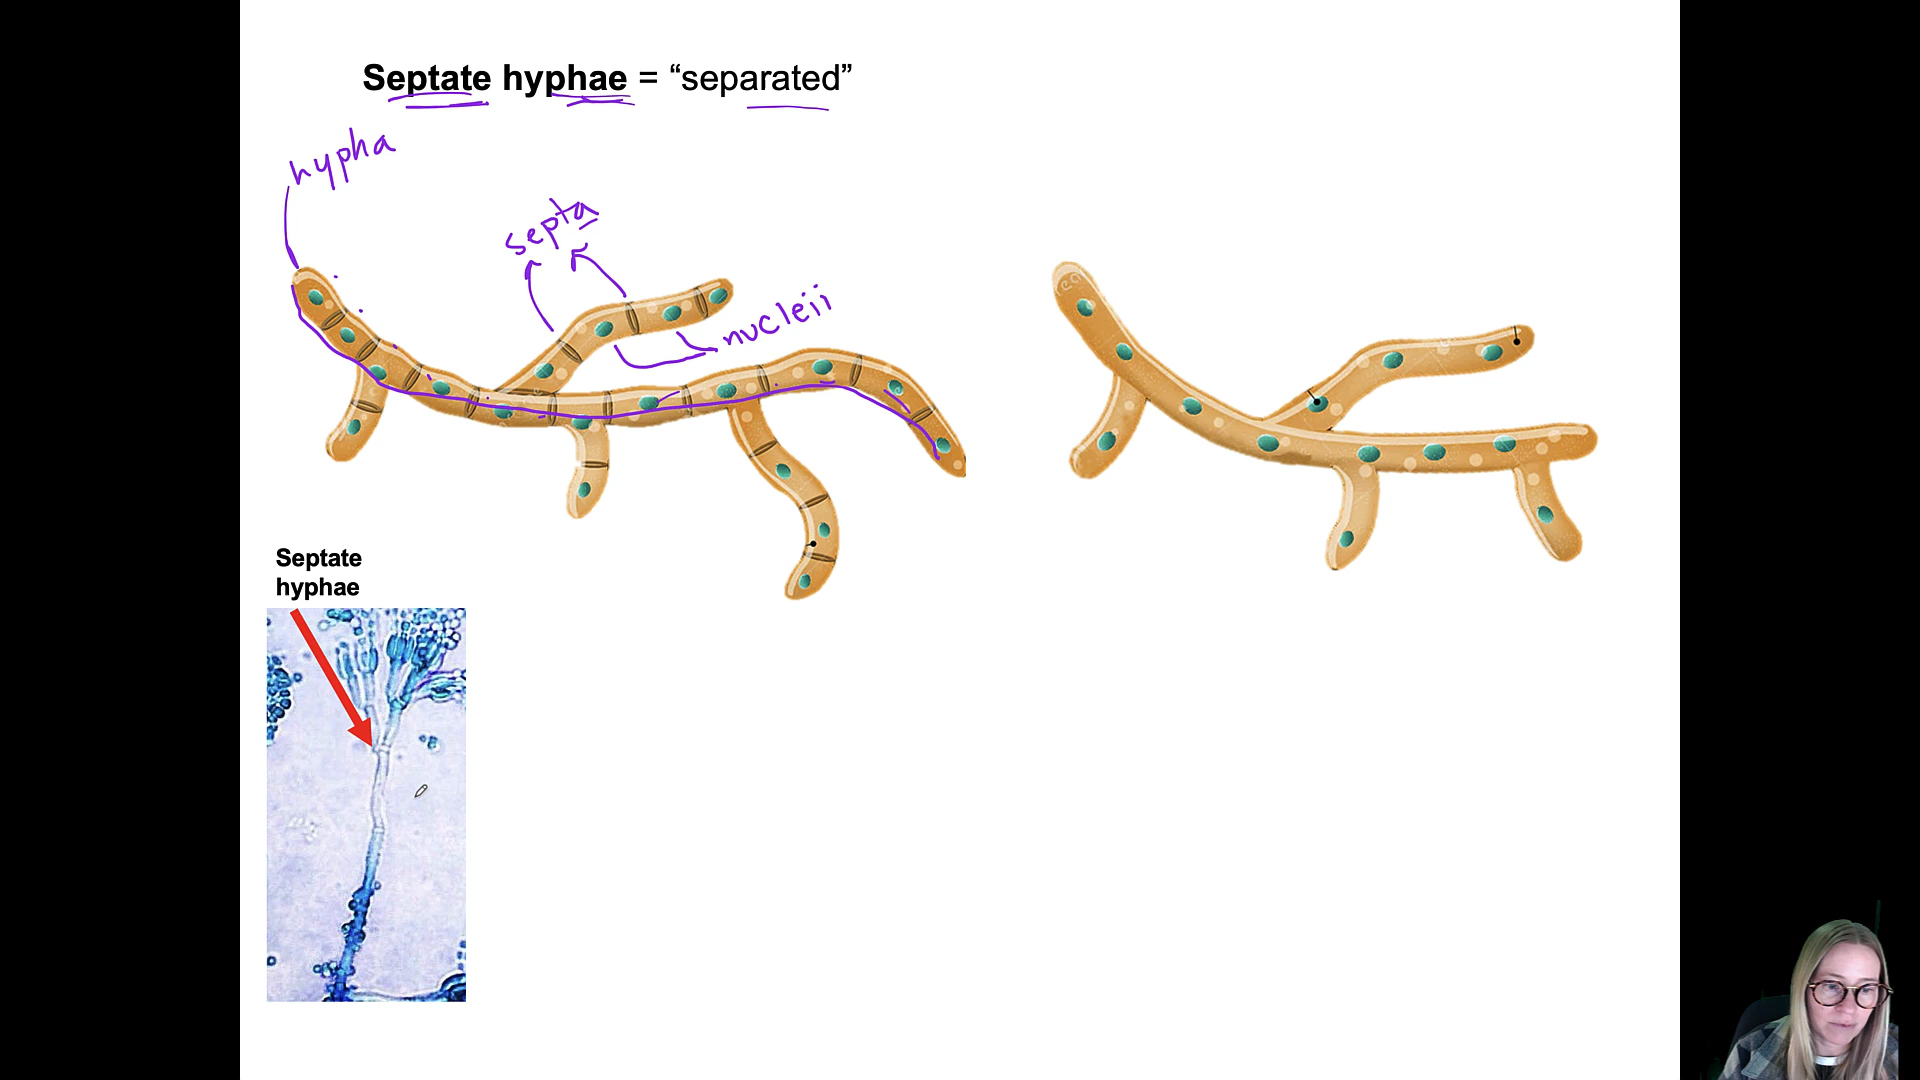 Septate hyphae = “separated”
hypha
septa
nucleii
Septate
hyphae